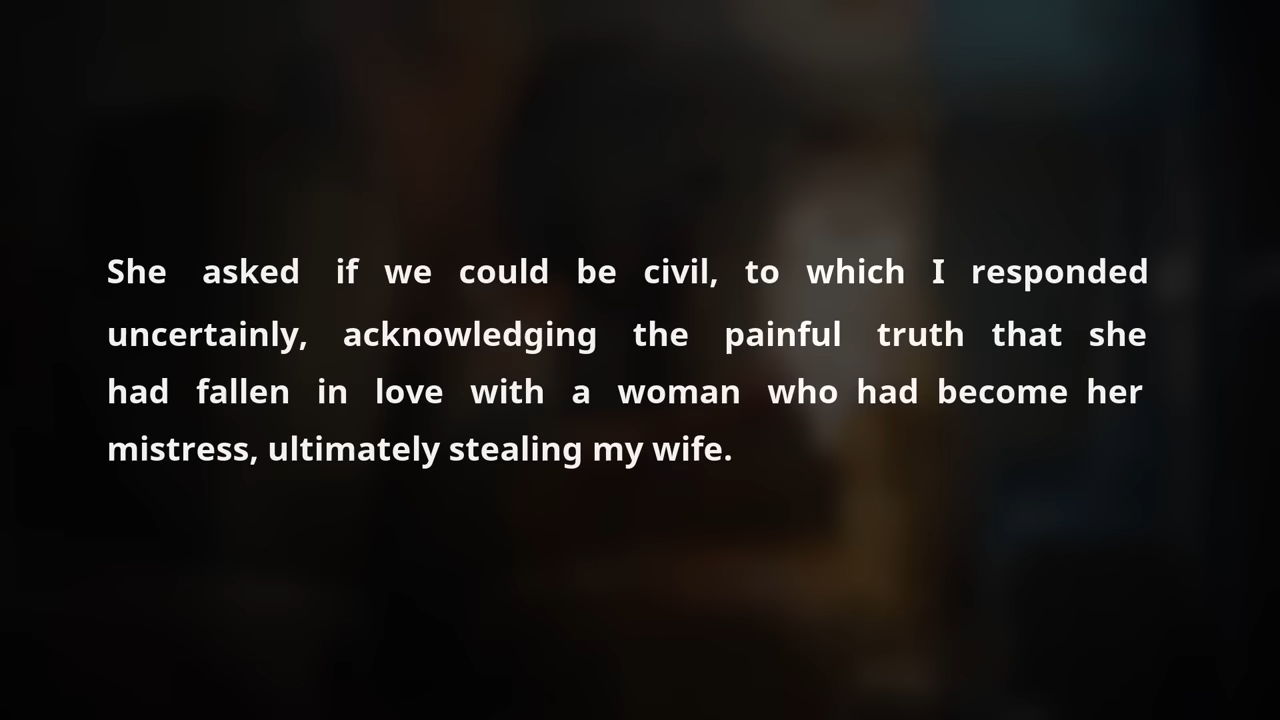 She asked if we could be civil, to which I responded
uncertainly, acknowledging the painful truth that she
had fallen in love with a woman who had become her
mistress, ultimately stealing my wife.